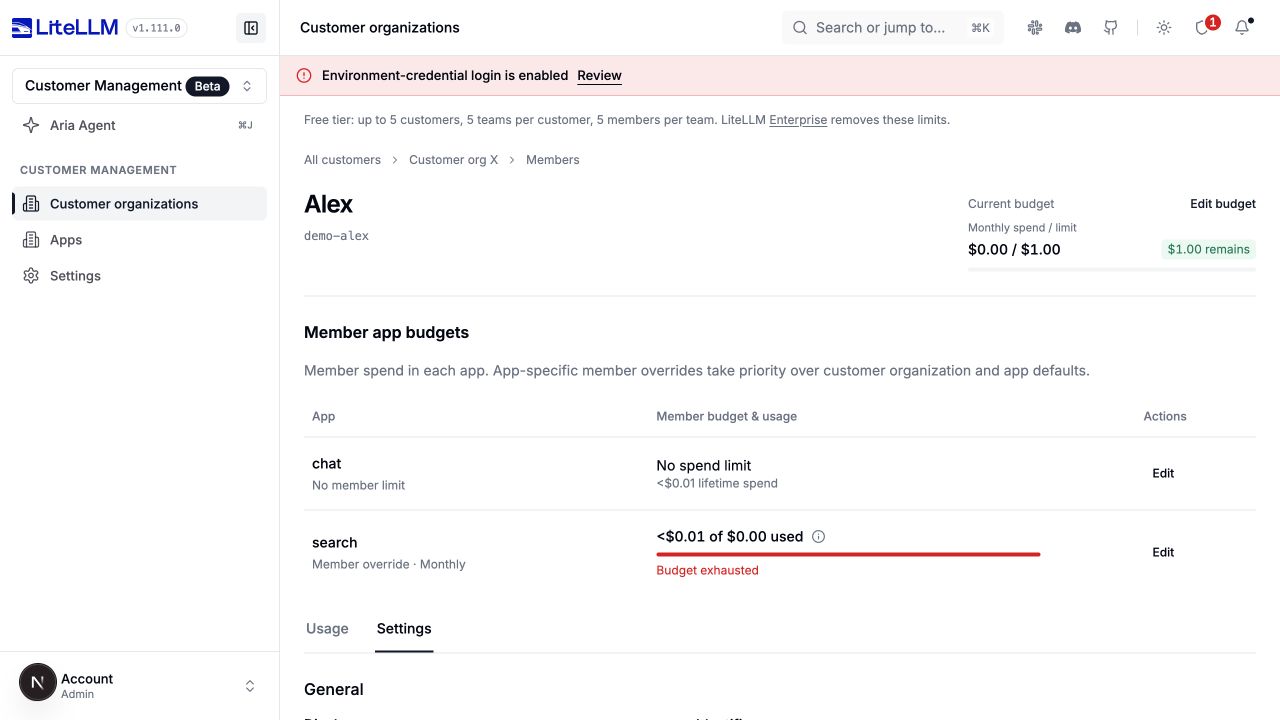 LiteLLM v1.111.0
Customer organizations
Search or jump to... ⌘K
1
Customer Management Beta
Environment-credential login is enabled Review
Aria Agent ⌘J
Free tier: up to 5 customers, 5 teams per customer, 5 members per team. LiteLLM Enterprise removes these limits.
All customers > Customer org X > Members
CUSTOMER MANAGEMENT
Customer organizations
Apps
Settings
Alex
demo-alex
Current budget Edit budget
Monthly spend / limit
$0.00 / $1.00 $1.00 remains
Member app budgets
Member spend in each app. App-specific member overrides take priority over customer organization and app defaults.
App Member budget & usage Actions
chat
No member limit
No spend limit
<$0.01 lifetime spend
Edit
search
Member override · Monthly
<$0.01 of $0.00 used
Budget exhausted
Edit
Usage Settings
General
N
Account
Admin